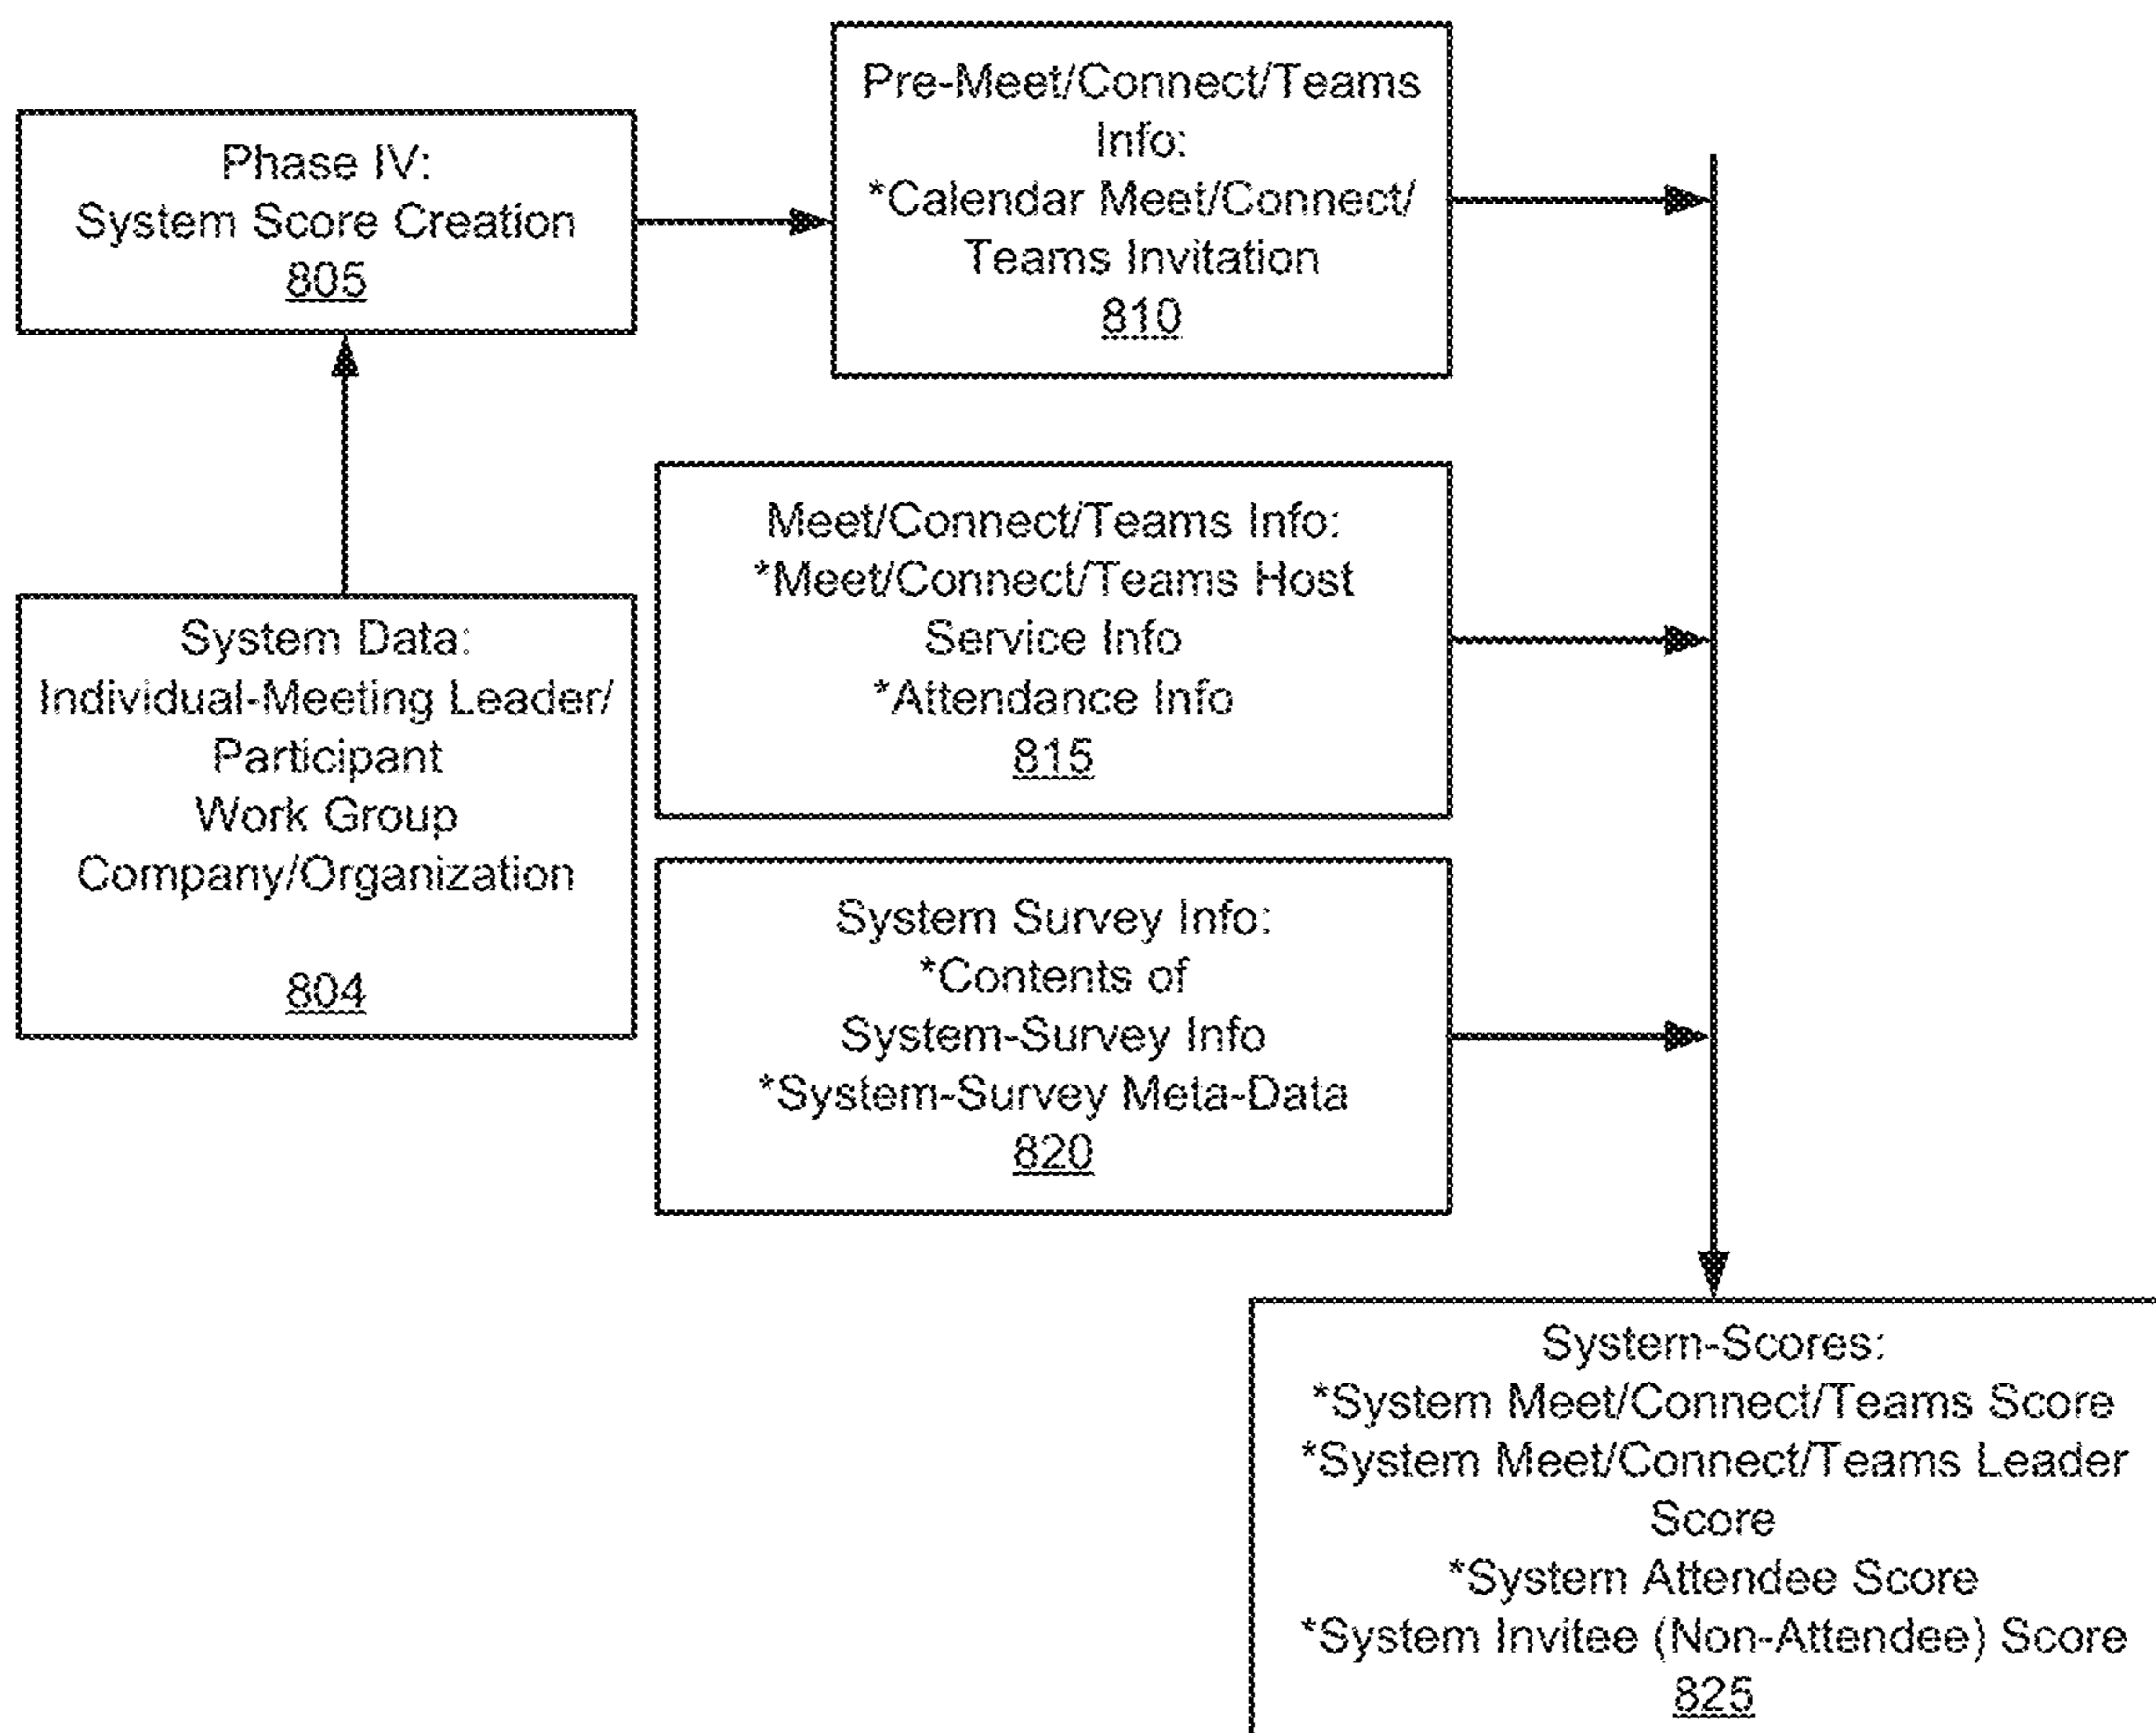 Phase IV:
System Score Creation
805
Pre-Meet/Connect/Teams
Info:
*Calendar Meet/Connect/
Teams Invitation
810
System Data:
Individual-Meeting Leader/
Participant
Work Group
Company/Organization
804
Meet/Connect/Teams Info:
*Meet/Connect/Teams Host
Service Info
*Attendance Info
815
System Survey Info:
*Contents of
System-Survey Info
*System-Survey Meta-Data
820
System-Scores:
*System Meet/Connect/Teams Score
*System Meet/Connect/Teams Leader
Score
*System Attendee Score
*System Invitee (Non-Attendee) Score
825